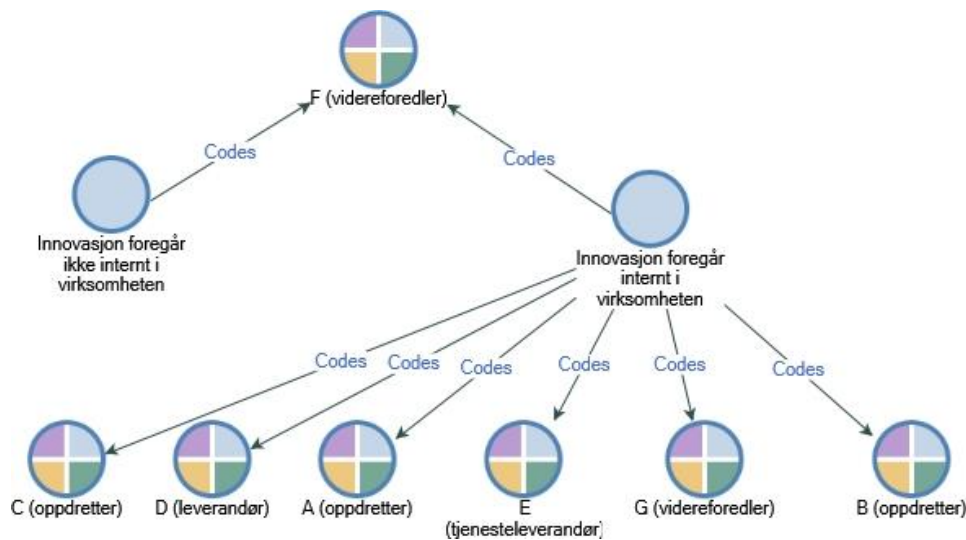 F (videreforedler)
Codes
Codes
Innovasjon foregår
ikke internt i
virksomheten
Innovasjon foregår
internt i
virksomheten
Codes
Codes
Codes
Codes
Codes
Codes
C (oppdretter)
D (leverandør)
A (oppdretter)
E
(tjenesteleverandør)
G (videreforedler)
B (oppdretter)